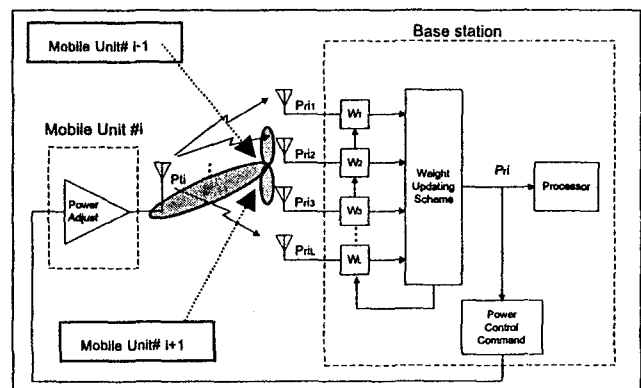 Base station
Mobile Unit# i-1
Mobile Unit #i
Pri1
W1
Pti
Pri2
W2
Power
Adjust
Weight
Updating
Scheme
Pri
Processor
Pri3
W3
PriL
WL
Mobile Unit# i+1
Power
Control
Command